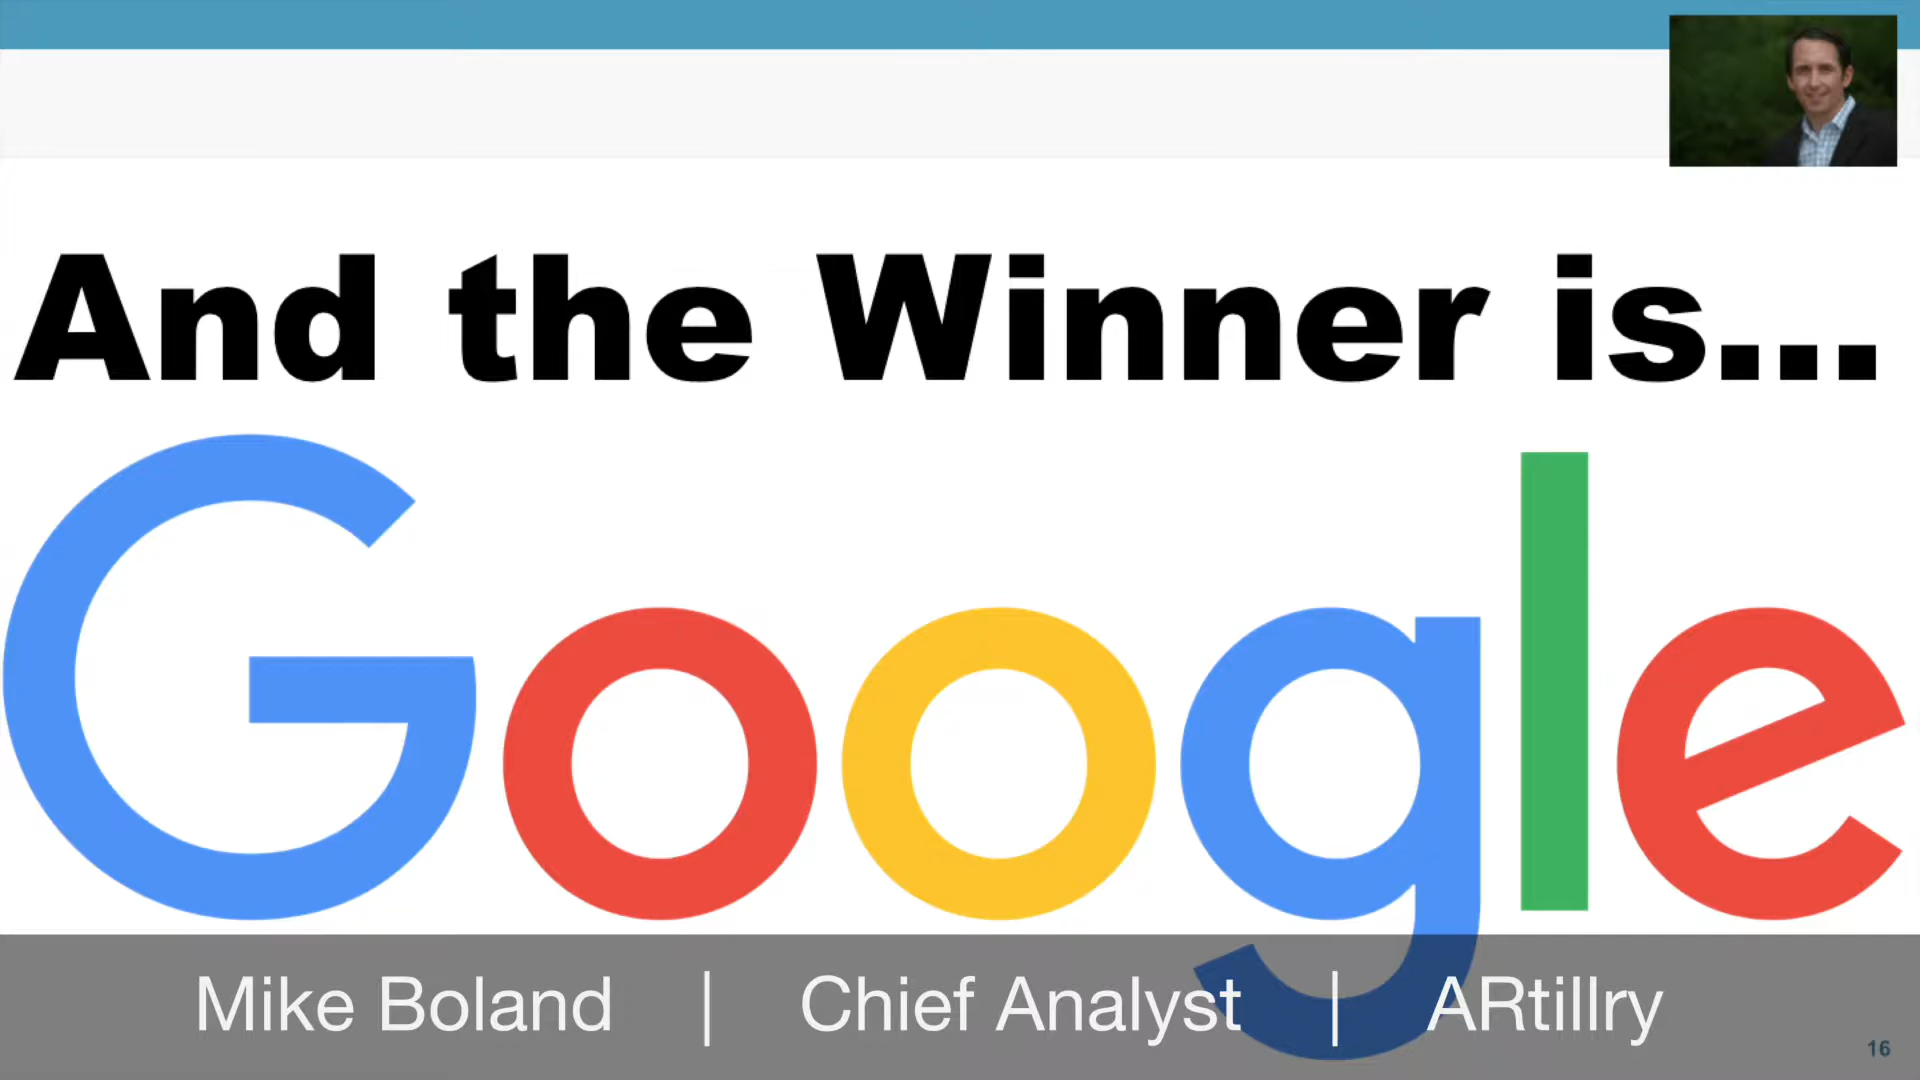 And the Winner is...
Google
Mike Boland | Chief Analyst | ARtillry
16